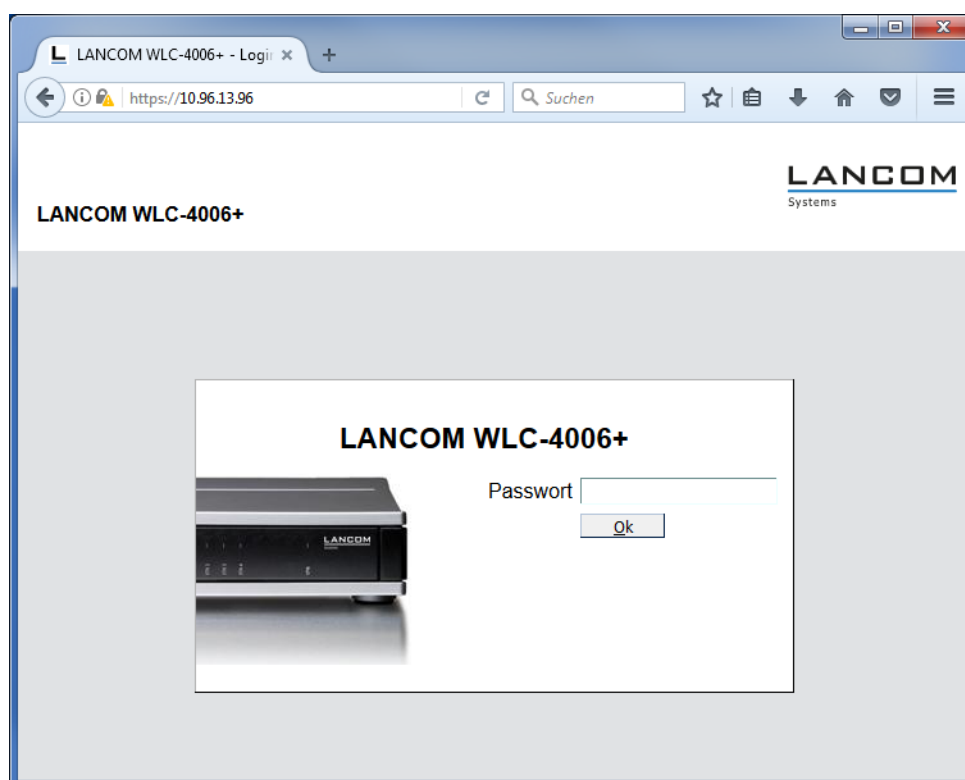 LANCOM WLC-4006+ - Login
https://10.96.13.96
Suchen
LANCOM
Systems
LANCOM WLC-4006+
LANCOM WLC-4006+
Passwort
Ok
LANCOM